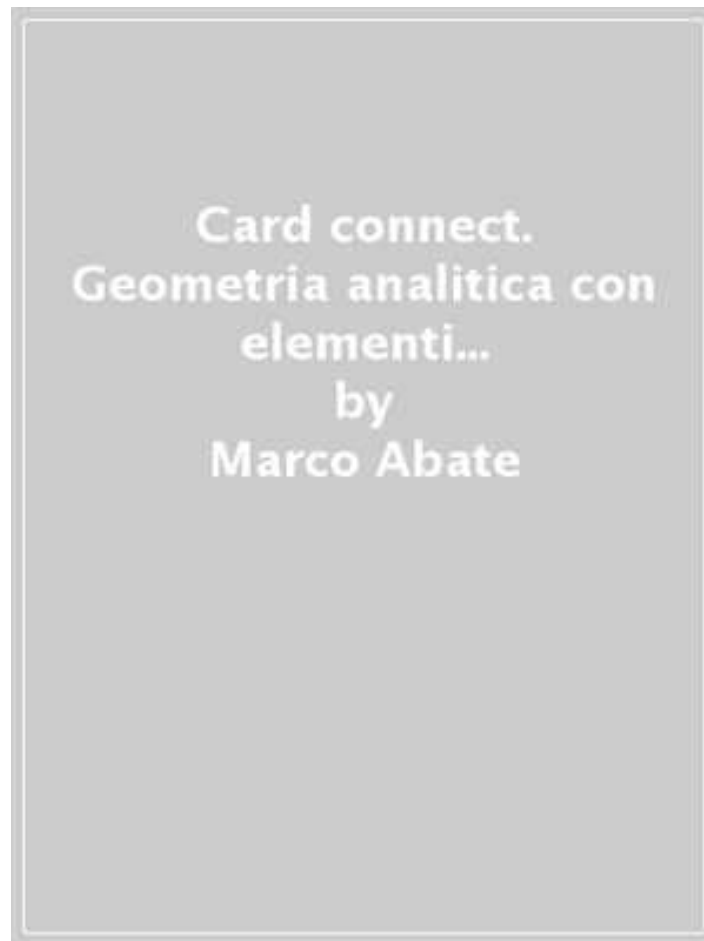 Card connect.
Geometria analitica con
elementi...
by
Marco Abate